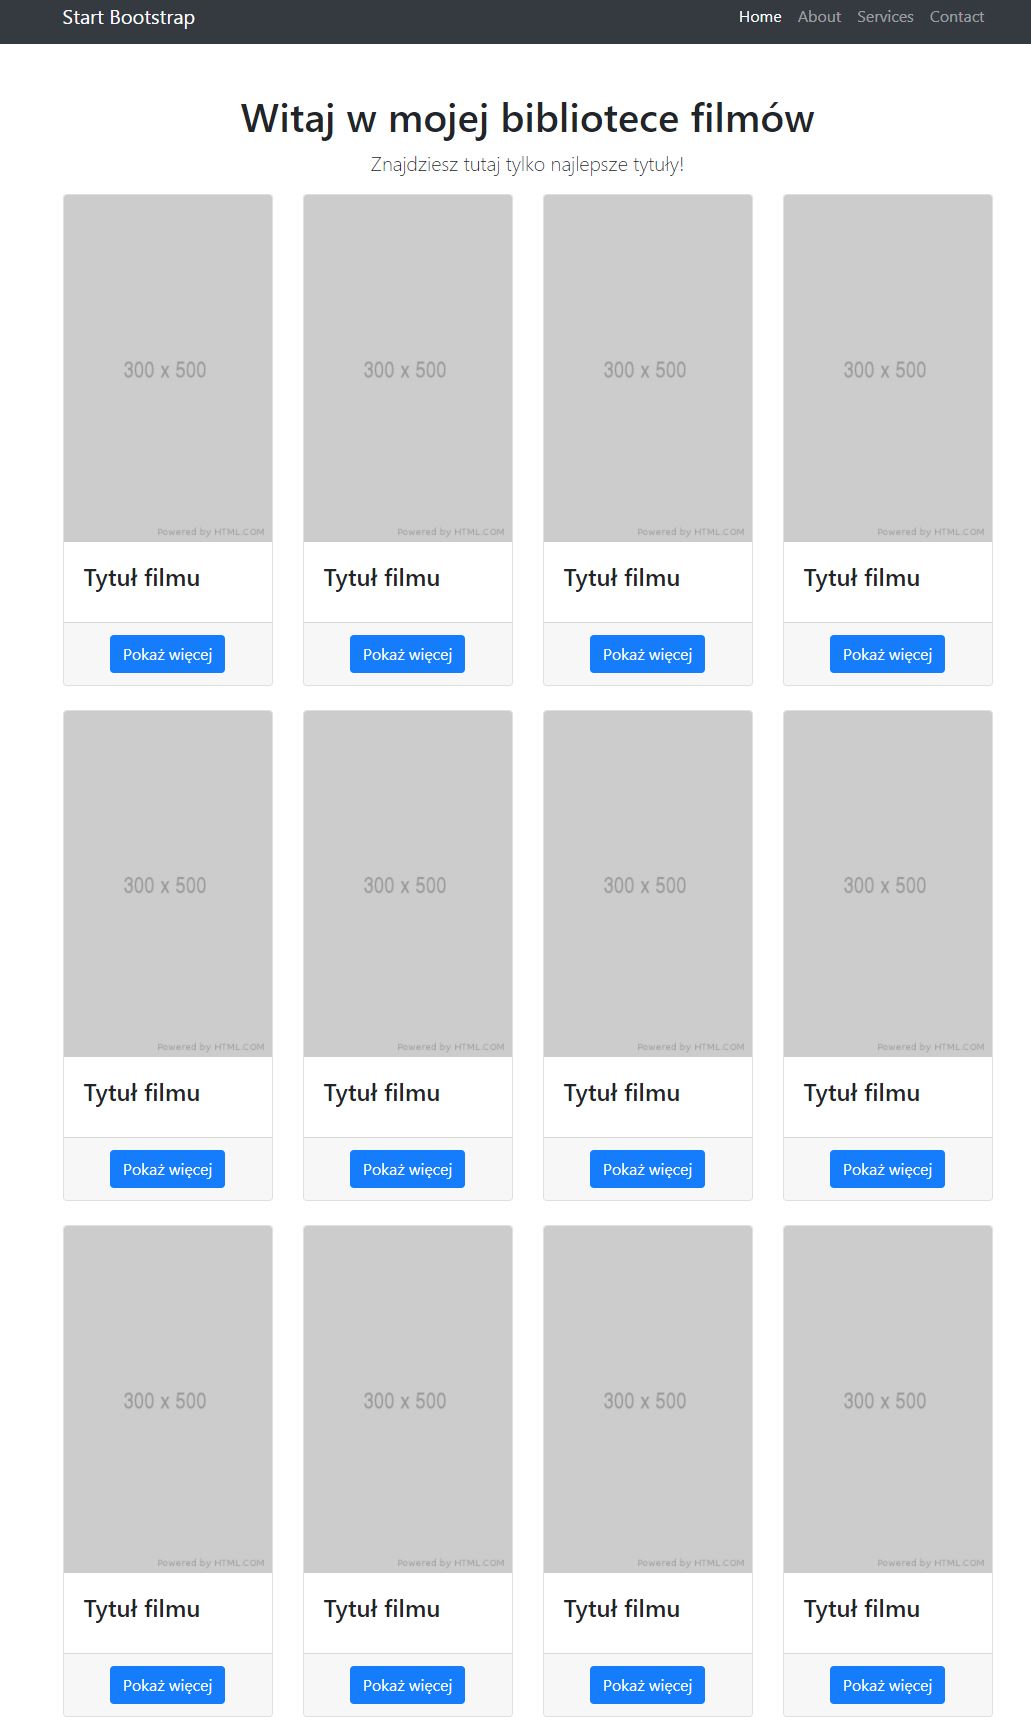 Start Bootstrap Home About Services Contact
Witaj w mojej bibliotece filmów
Znajdziesz tutaj tylko najlepsze tytuły!
300 x 500 300 x 500 300 x 500 300 x 500
Powered by HTML.COM Powered by HTML.COM Powered by HTML.COM Powered by HTML.COM
Tytuł filmu Tytuł filmu Tytuł filmu Tytuł filmu
Pokaż więcej Pokaż więcej Pokaż więcej Pokaż więcej
300 x 500 300 x 500 300 x 500 300 x 500
Powered by HTML.COM Powered by HTML.COM Powered by HTML.COM Powered by HTML.COM
Tytuł filmu Tytuł filmu Tytuł filmu Tytuł filmu
Pokaż więcej Pokaż więcej Pokaż więcej Pokaż więcej
300 x 500 300 x 500 300 x 500 300 x 500
Powered by HTML.COM Powered by HTML.COM Powered by HTML.COM Powered by HTML.COM
Tytuł filmu Tytuł filmu Tytuł filmu Tytuł filmu
Pokaż więcej Pokaż więcej Pokaż więcej Pokaż więcej